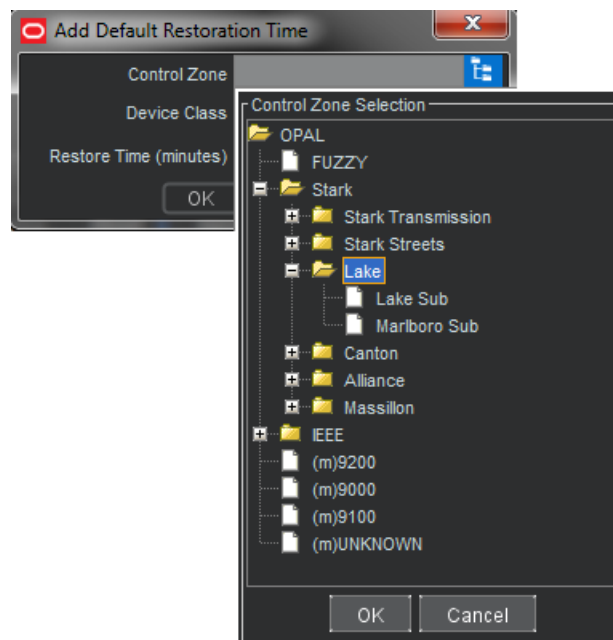 Add Default Restoration Time
Control Zone
Device Class
Restore Time (minutes)
OK
Control Zone Selection
OPAL
FUZZY
Stark
Stark Transmission
Stark Streets
Lake
Lake Sub
Marlboro Sub
Canton
Alliance
Massillon
IEEE
(m)9200
(m)9000
(m)9100
(m)UNKNOWN
OK Cancel